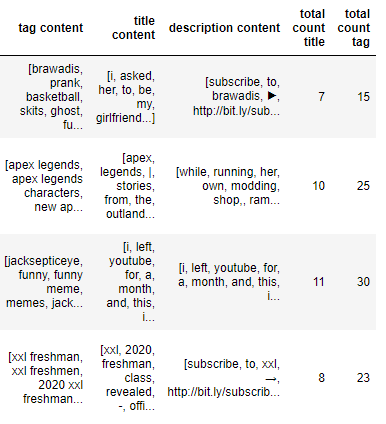 tag content title content description content total count title total count tag
[brawadis, prank, basketball, skits, ghost, fu... [i, asked, her, to, be, my, girlfriend...] [subscribe, to, brawadis, ►, http://bit.ly/sub... 7 15
[apex legends, apex legends characters, new ap... [apex, legends, |, stories, from, the, outland... [while, running, her, own, modding, shop,, ram... 10 25
[jacksepticeye, funny, funny meme, memes, jack... [i, left, youtube, for, a, month, and, this, i... [i, left, youtube, for, a, month, and, this, i... 11 30
[xxl freshman, xxl freshmen, 2020 xxl freshman... [xxl, 2020, freshman, class, revealed, -, offi... [subscribe, to, xxl, →, http://bit.ly/subscrib... 8 23